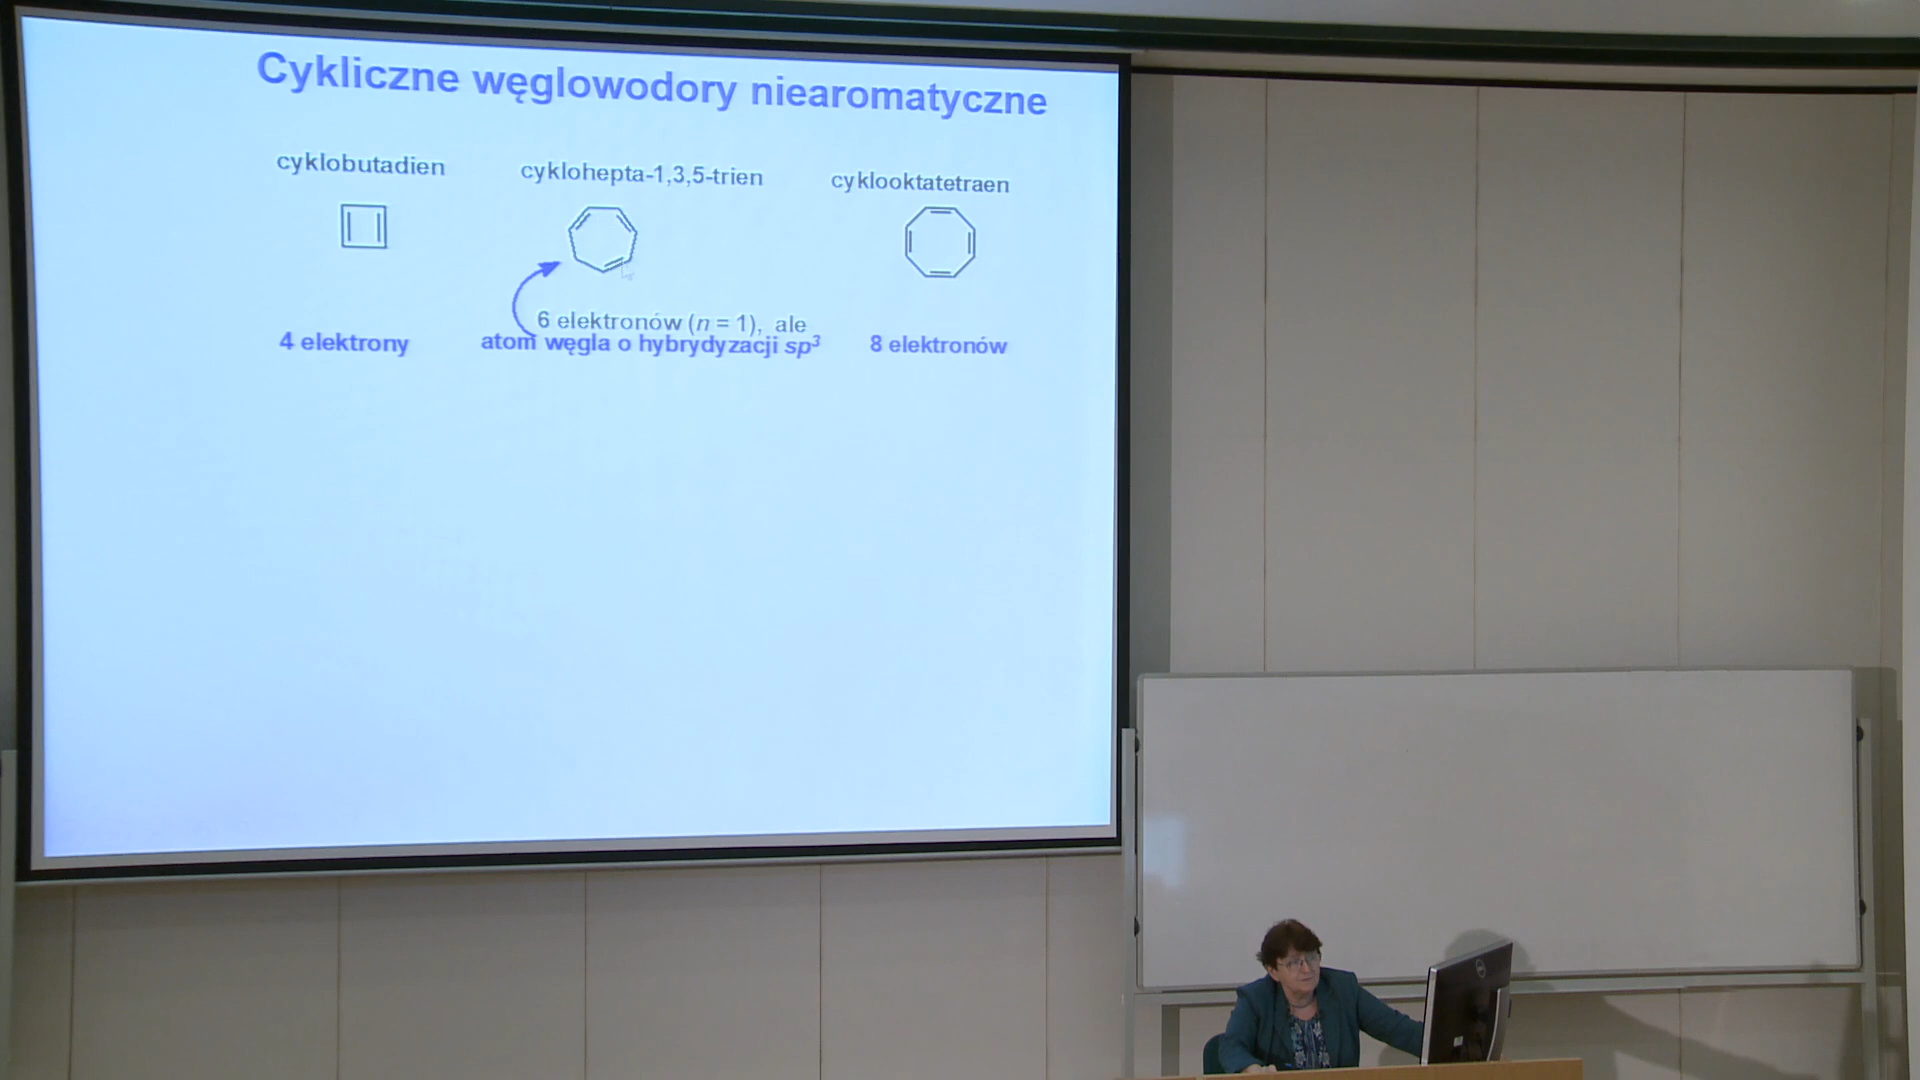 Cykliczne węglowodory niearomatyczne
cyklobutadien
cyklohepta-1,3,5-trien
cyklooktatetraen
4 elektrony
6 elektronów (n = 1), ale
atom węgla o hybrydyzacji sp³
8 elektronów
DELL